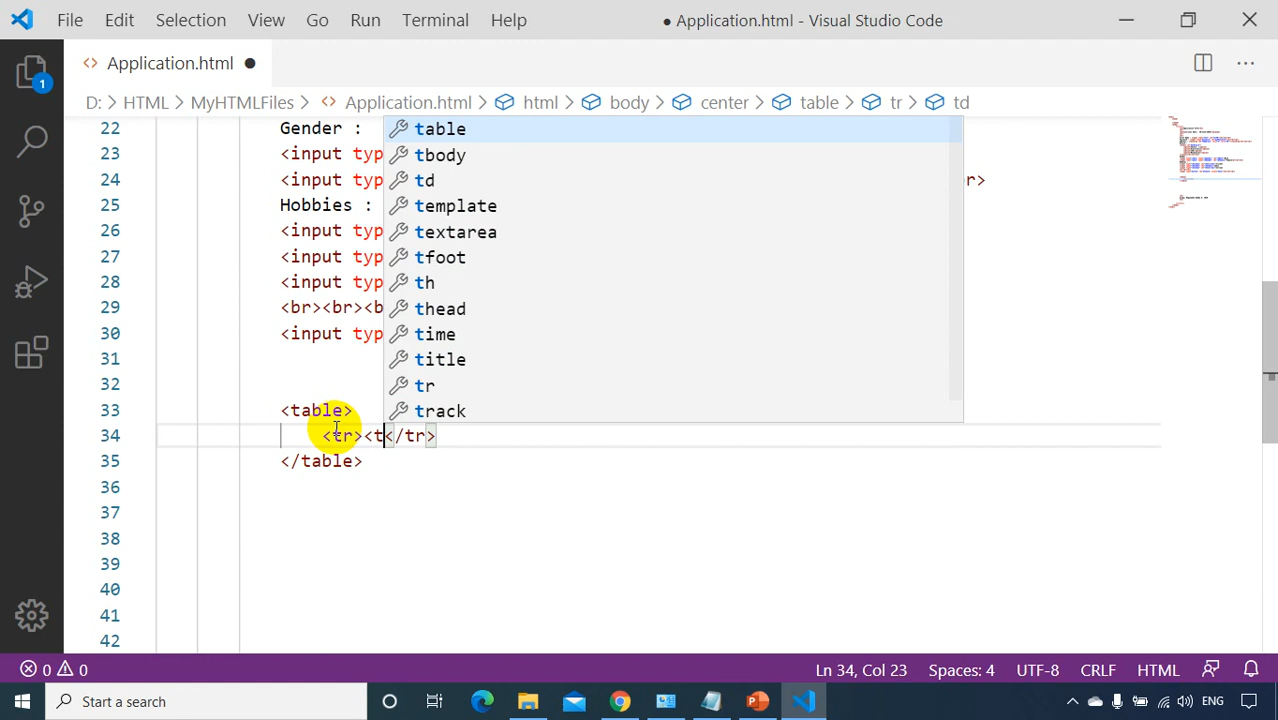 File Edit Selection View Go Run Terminal Help ● Application.html - Visual Studio Code
Application.html
D: > HTML > MyHTMLFiles > Application.html > html > body > center > table > tr > td
1
22 Gender :
23 <input typ
24 <input typ r>
25 Hobbies :
26 <input typ
27 <input typ
28 <input typ
29 <br><br><b
30 <input typ
31
32
33 <table>
34 <tr><t</tr>
35 </table>
36
37
38
39
40
41
42
table
tbody
td
template
textarea
tfoot
th
thead
time
title
tr
track
0 0 Ln 34, Col 23 Spaces: 4 UTF-8 CRLF HTML
Start a search ENG